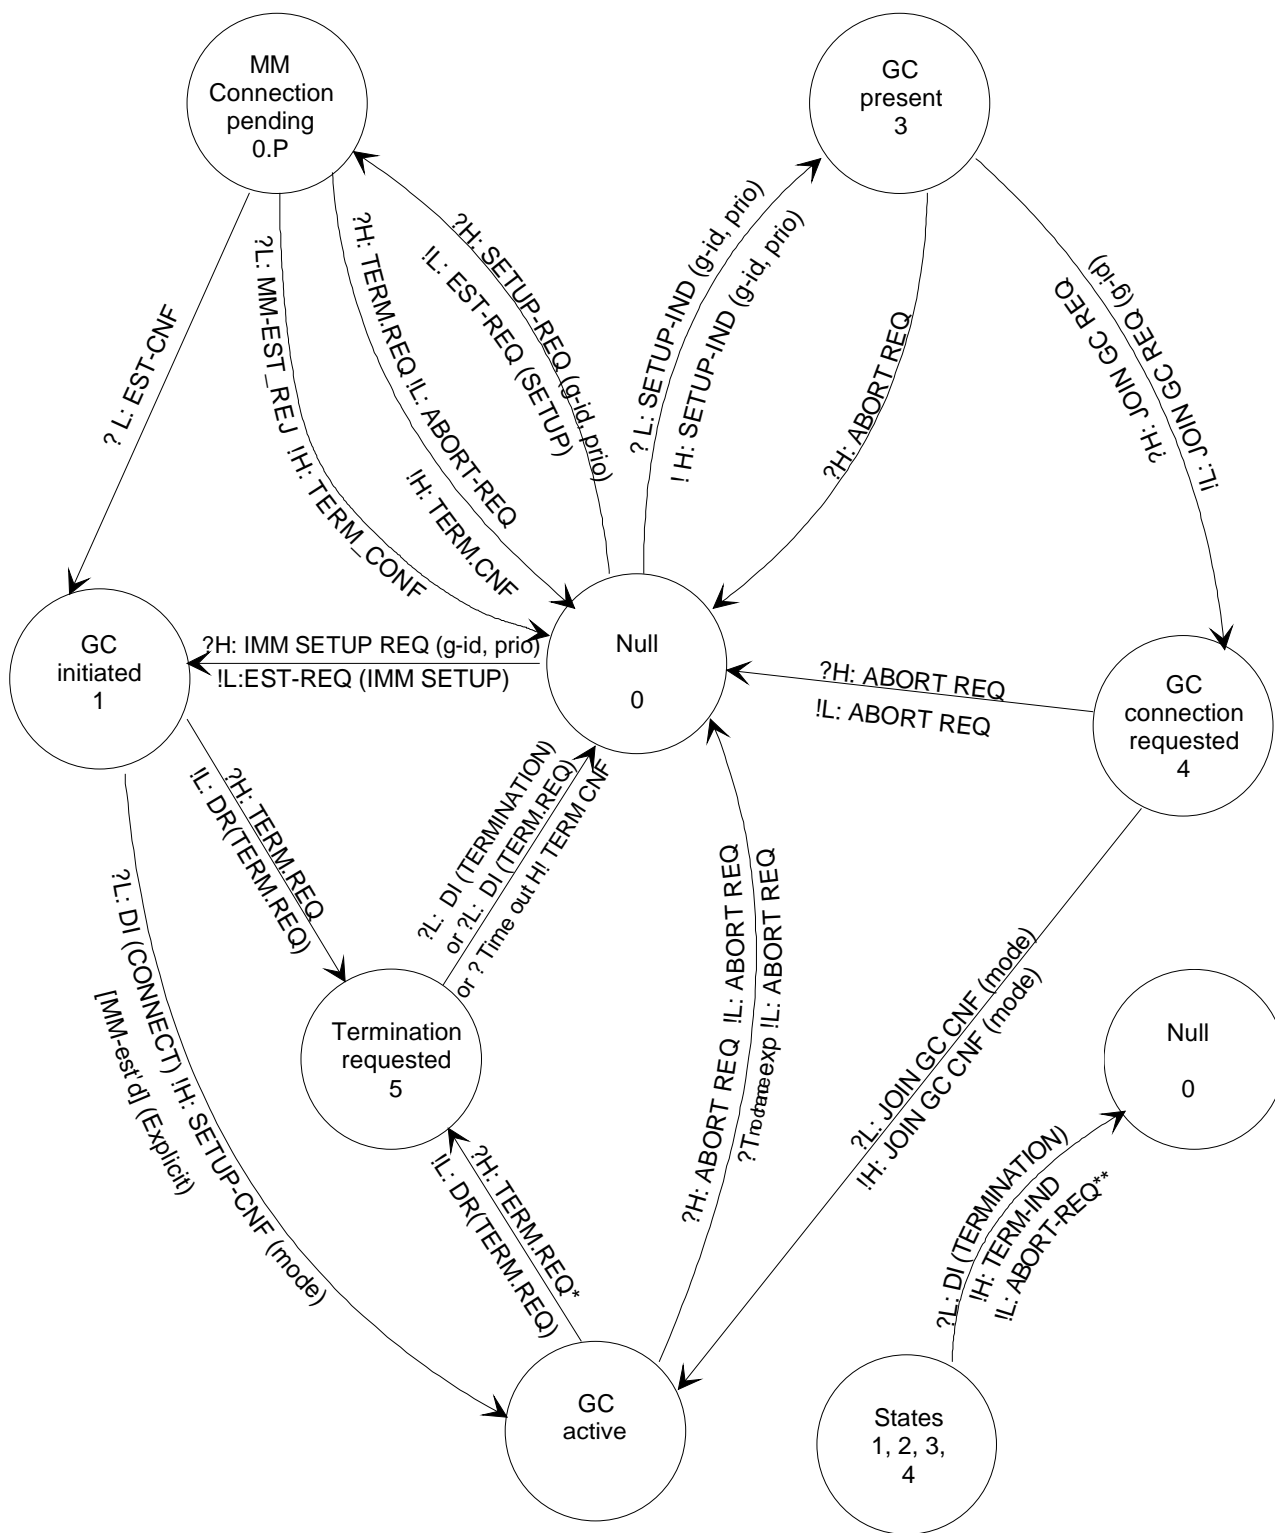 MM
Connection
pending
0.P
GC
present
3
? L: EST-CNF
?L: MM-EST_REJ !H: TERM_CONF
?H: TERM.REQ !L: ABORT-REQ
!H: TERM.CNF
?H: SETUP-REQ (g-id, prio)
!L: EST-REQ (SETUP)
? L: SETUP-IND (g-id, prio)
! H: SETUP-IND (g-id, prio)
?H: ABORT REQ
!L: JOIN GC REQ (g-id)
?H: JOIN GC REQ
GC
initiated
1
?H: IMM SETUP REQ (g-id, prio)
!L:EST-REQ (IMM SETUP)
Null
0
?H: ABORT REQ
!L: ABORT REQ
GC
connection
requested
4
?H: TERM.REQ
!L: DR(TERM.REQ)
?L: DI (TERMINATION)
or ?L: DI (TERM.REQ)
or ? Time out H! TERM CNF
?L: DI (CONNECT) !H: SETUP-CNF (mode)
[MM-est'd] (Explicit)
Termination
requested
5
?H: ABORT REQ !L: ABORT REQ
exp !L: ABORT REQ
?L: JOIN GC CNF (mode)
!H: JOIN GC CNF (mode)
Null
0
?H: TERM.REQ*
!L: DR(TERM.REQ)
?L: DI (TERMINATION)
!H: TERM-IND
!L: ABORT-REQ**
GC
active
States
1, 2, 3,
4